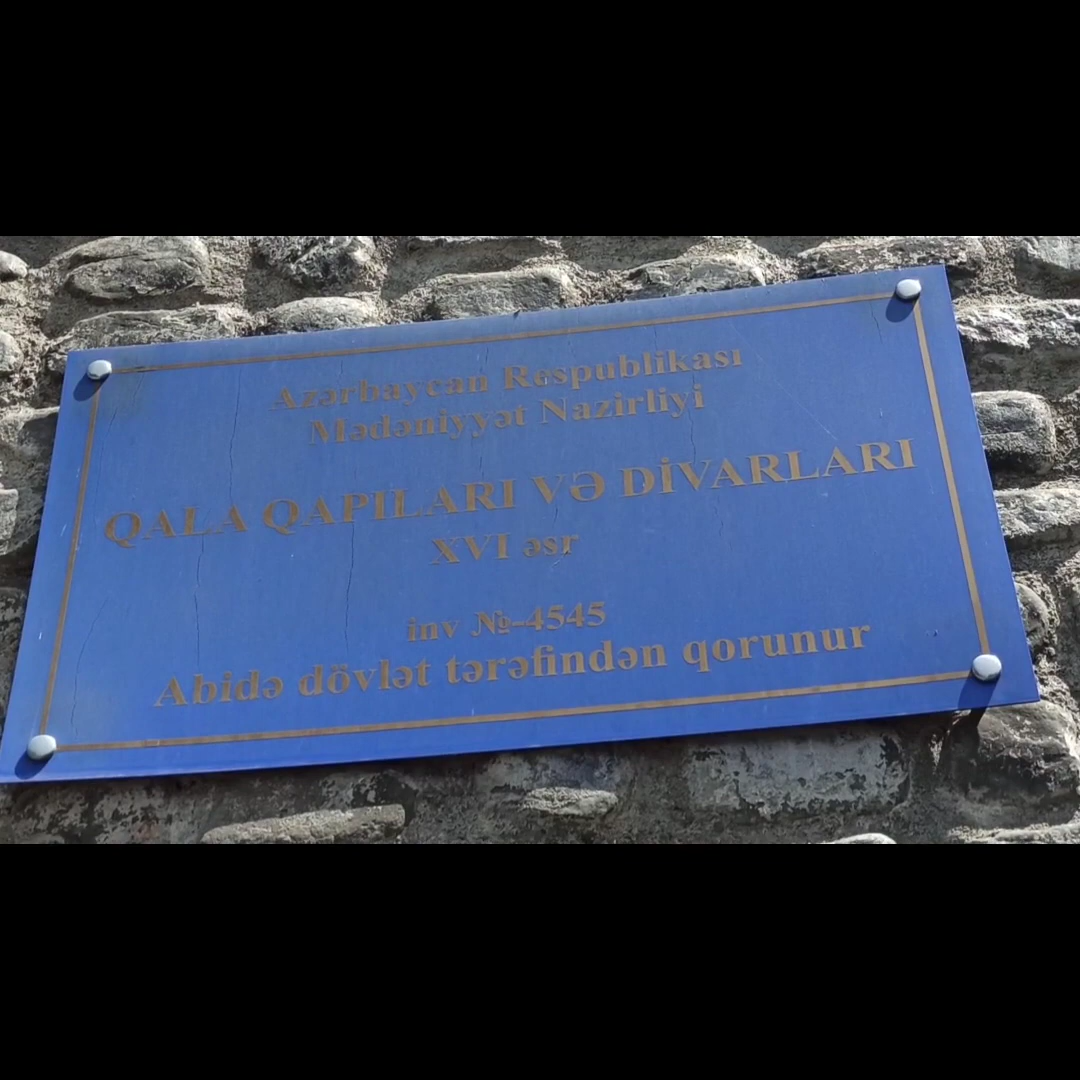 Azərbaycan Respublikası
Mədəniyyət Nazirliyi
QALA QAPILARI VƏ DİVARLARI
XVI əsr
inv №-4545
Abidə dövlət tərəfindən qorunur